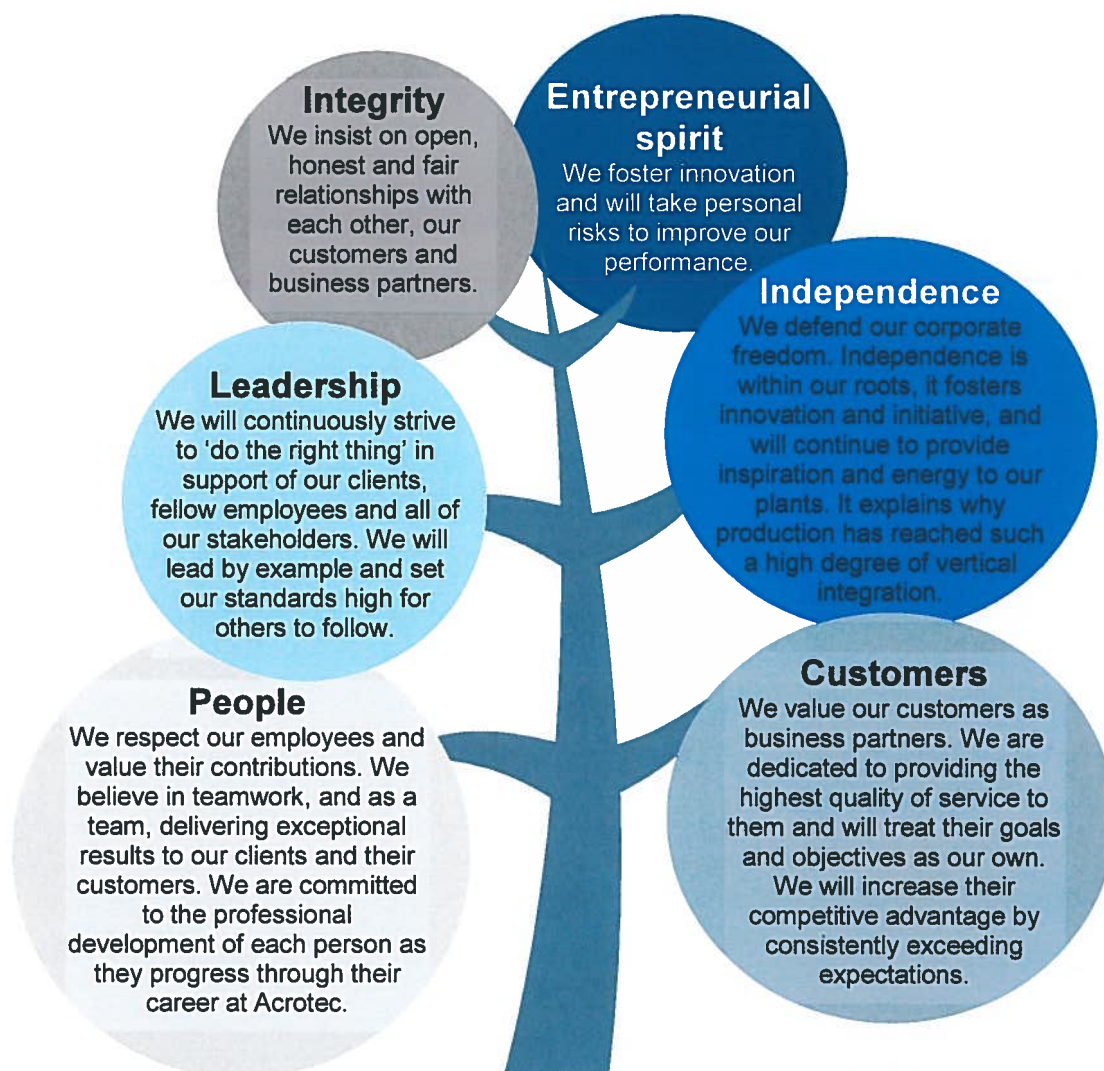 Integrity
We insist on open,
honest and fair
relationships with
each other, our
customers and
business partners.
Entrepreneurial
spirit
We foster innovation
and will take personal
risks to improve our
performance.
Independence
We defend our corporate
freedom. Independence is
within our roots, it fosters
innovation and initiative, and
will continue to provide
inspiration and energy to our
plants. It explains why
production has reached such
a high degree of vertical
integration.
Leadership
We will continuously strive
to ‘do the right thing’ in
support of our clients,
fellow employees and all of
our stakeholders. We will
lead by example and set
our standards high for
others to follow.
People
We respect our employees and
value their contributions. We
believe in teamwork, and as a
team, delivering exceptional
results to our clients and their
customers. We are committed
to the professional
development of each person as
they progress through their
career at Acrotec.
Customers
We value our customers as
business partners. We are
dedicated to providing the
highest quality of service to
them and will treat their goals
and objectives as our own.
We will increase their
competitive advantage by
consistently exceeding
expectations.